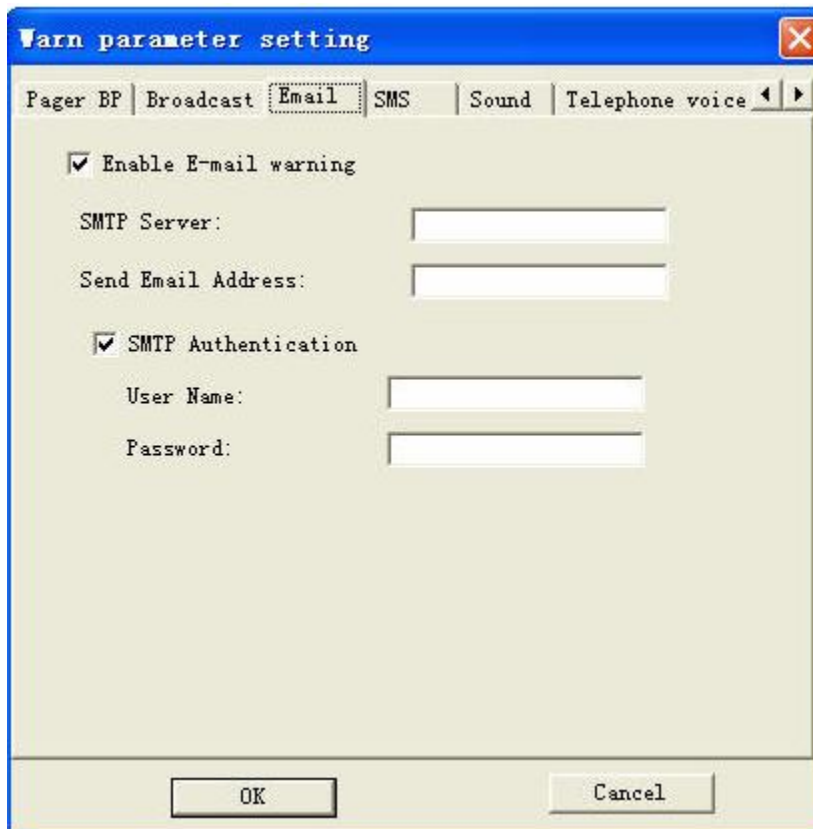 Warn parameter setting
Pager BP Broadcast Email SMS Sound Telephone voice
Enable E-mail warning
SMTP Server:
Send Email Address:
SMTP Authentication
User Name:
Password:
OK Cancel